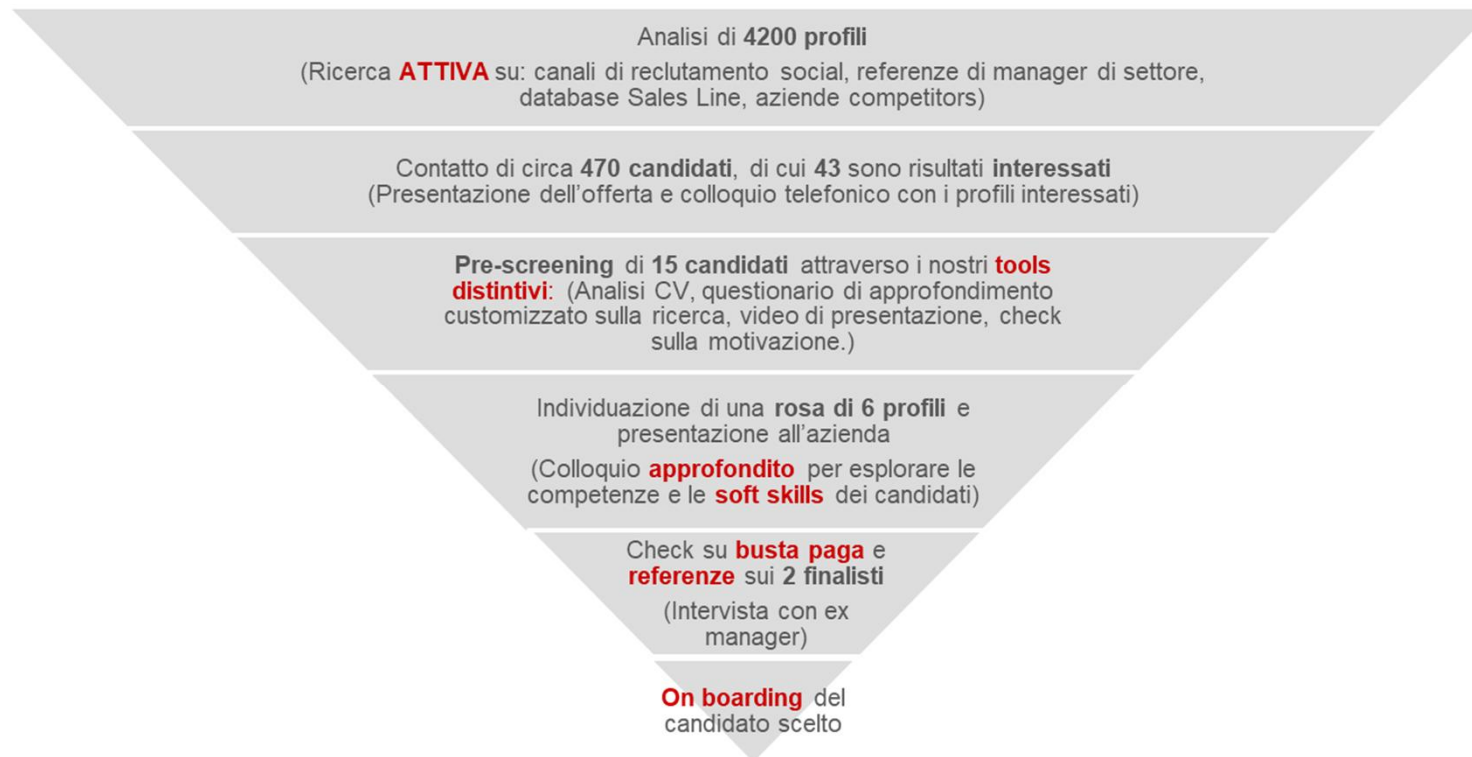 Analisi di 4200 profili
(Ricerca ATTIVA su: canali di reclutamento social, referenze di manager di settore,
database Sales Line, aziende competitors)
Contatto di circa 470 candidati, di cui 43 sono risultati interessati
(Presentazione dell'offerta e colloquio telefonico con i profili interessati)
Pre-screening di 15 candidati attraverso i nostri tools
distintivi: (Analisi CV, questionario di approfondimento
customizzato sulla ricerca, video di presentazione, check
sulla motivazione.)
Individuazione di una rosa di 6 profili e
presentazione all'azienda
(Colloquio approfondito per esplorare le
competenze e le soft skills dei candidati)
Check su busta paga e
referenze sui 2 finalisti
(Intervista con ex
manager)
On boarding del
candidato scelto